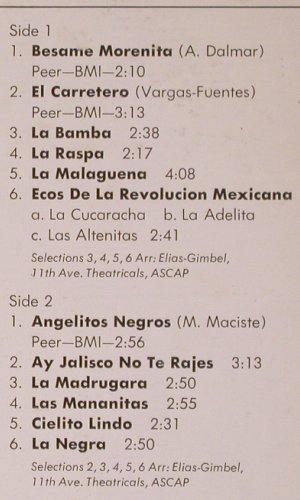 Side 1
1. Besame Morenita (A. Dalmar)
Peer—BMI—2:10
2. El Carretero (Vargas-Fuentes)
Peer—BMI—3:13
3. La Bamba 2:38
4. La Raspa 2:17
5. La Malaguena 4:08
6. Ecos De La Revolucion Mexicana
a. La Cucaracha b. La Adelita
c. Las Altenitas 2:41
Selections 3, 4, 5, 6 Arr: Elias-Gimbel,
11th Ave. Theatricals, ASCAP
Side 2
1. Angelitos Negros (M. Maciste)
Peer—BMI—2:56
2. Ay Jalisco No Te Rajes 3:13
3. La Madrugara 2:50
4. Las Mananitas 2:55
5. Cielito Lindo 2:31
6. La Negra 2:50
Selections 2, 3, 4, 5, 6 Arr: Elias-Gimbel,
11th Ave. Theatricals, ASCAP